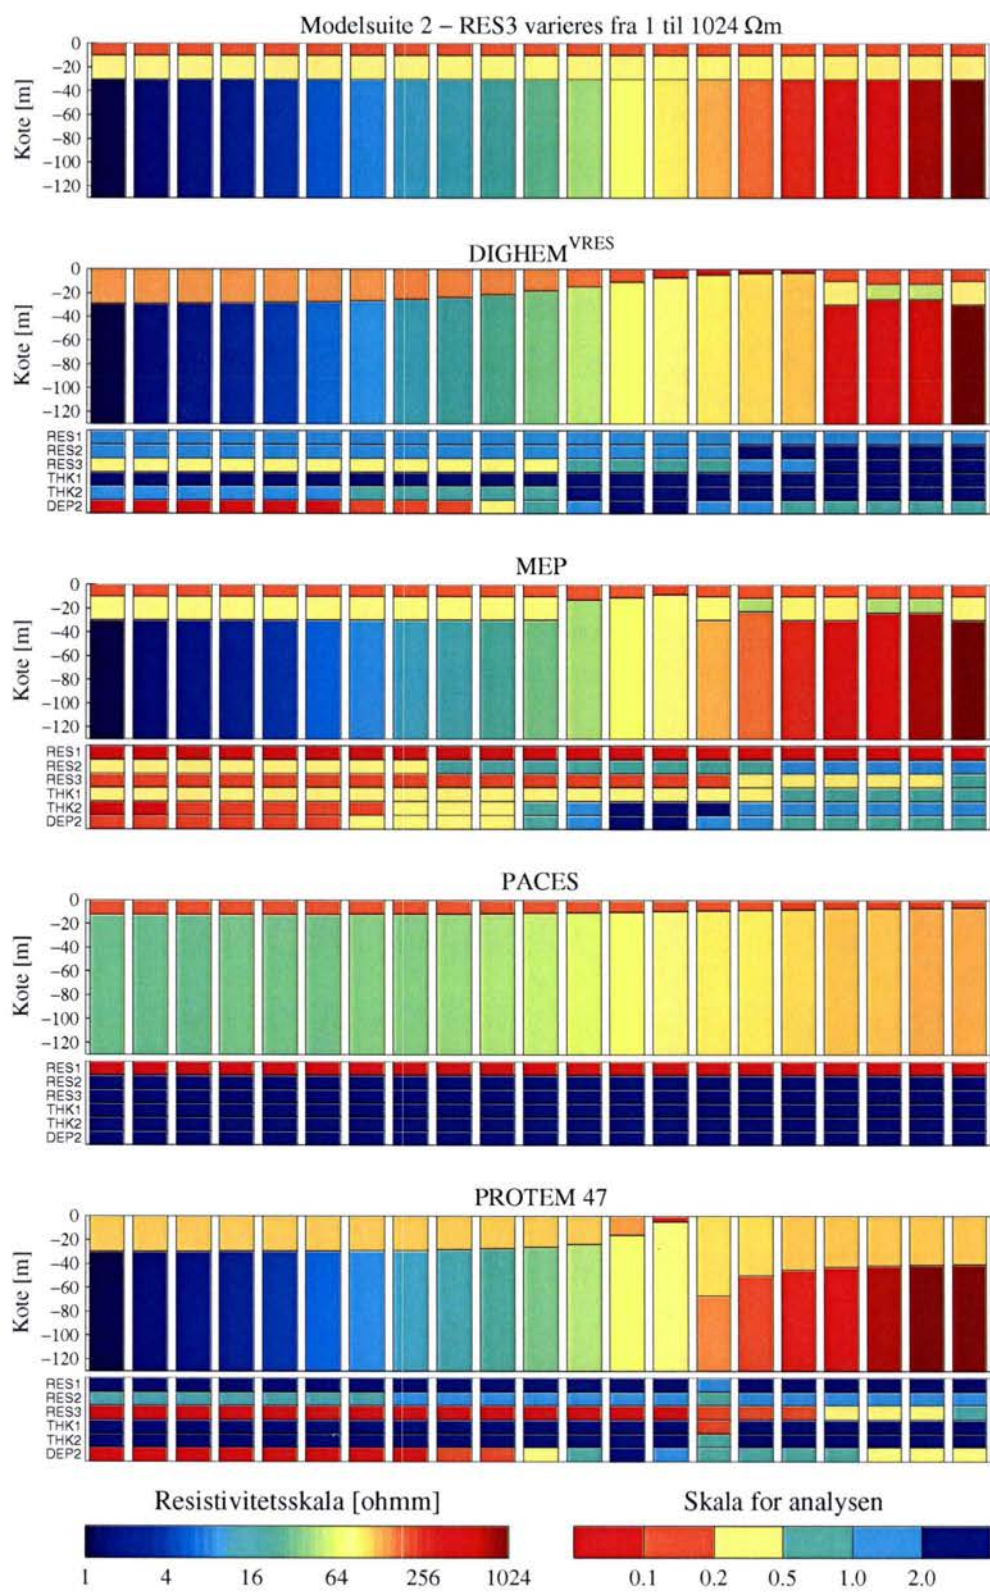 Modelsuite 2 – RES3 varieres fra 1 til 1024 Ωm
Kote [m]
0
−20
−40
−60
−80
−100
−120
DIGHEM^VRES
Kote [m]
0
−20
−40
−60
−80
−100
−120
RES1
RES2
RES3
THK1
THK2
DEP2
MEP
Kote [m]
0
−20
−40
−60
−80
−100
−120
RES1
RES2
RES3
THK1
THK2
DEP2
PACES
Kote [m]
0
−20
−40
−60
−80
−100
−120
RES1
RES2
RES3
THK1
THK2
DEP2
PROTEM 47
Kote [m]
0
−20
−40
−60
−80
−100
−120
RES1
RES2
RES3
THK1
THK2
DEP2
Resistivitetsskala [ohmm]
1 4 16 64 256 1024
Skala for analysen
0.1 0.2 0.5 1.0 2.0